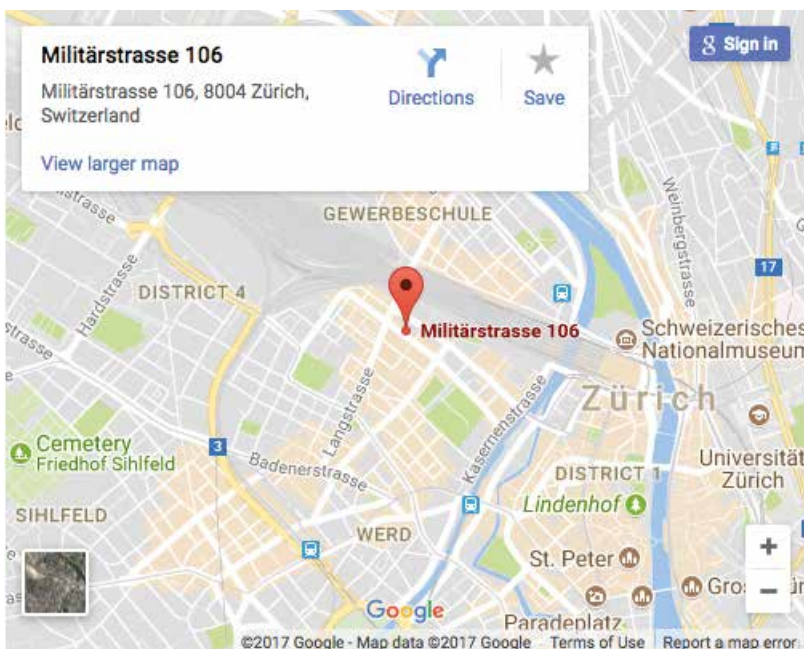 Militärstrasse 106
Militärstrasse 106, 8004 Zürich,
Switzerland
View larger map
Directions
Save
Sign in
GEWERBESCHULE
Weinbergstrasse
17
Hardstrasse
DISTRICT 4
Militärstrasse 106
Schweizerisches
Nationalmuseum
Zürich
Langstrasse
Kasernenstrasse
Cemetery
Friedhof Sihlfeld
3
Badenerstrasse
Universität
Zürich
DISTRICT 1
Lindenhof
SIHLFELD
WERD
St. Peter
+
−
Google
Paradeplatz
©2017 Google - Map data ©2017 Google
Terms of Use
Report a map error